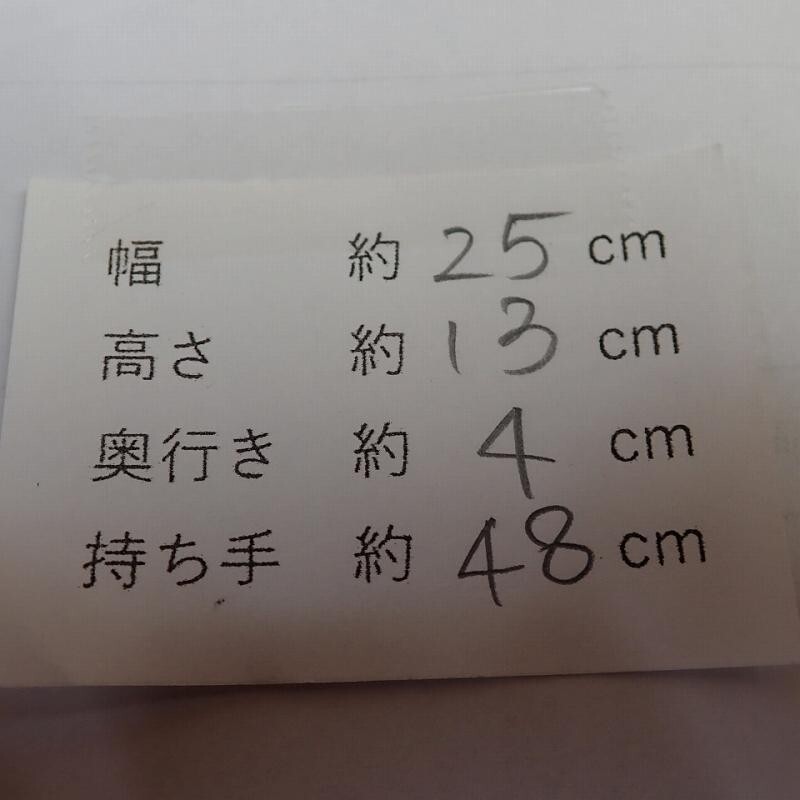 幅 約 25 cm
高さ 約 13 cm
奥行き 約 4 cm
持ち手 約 48 cm